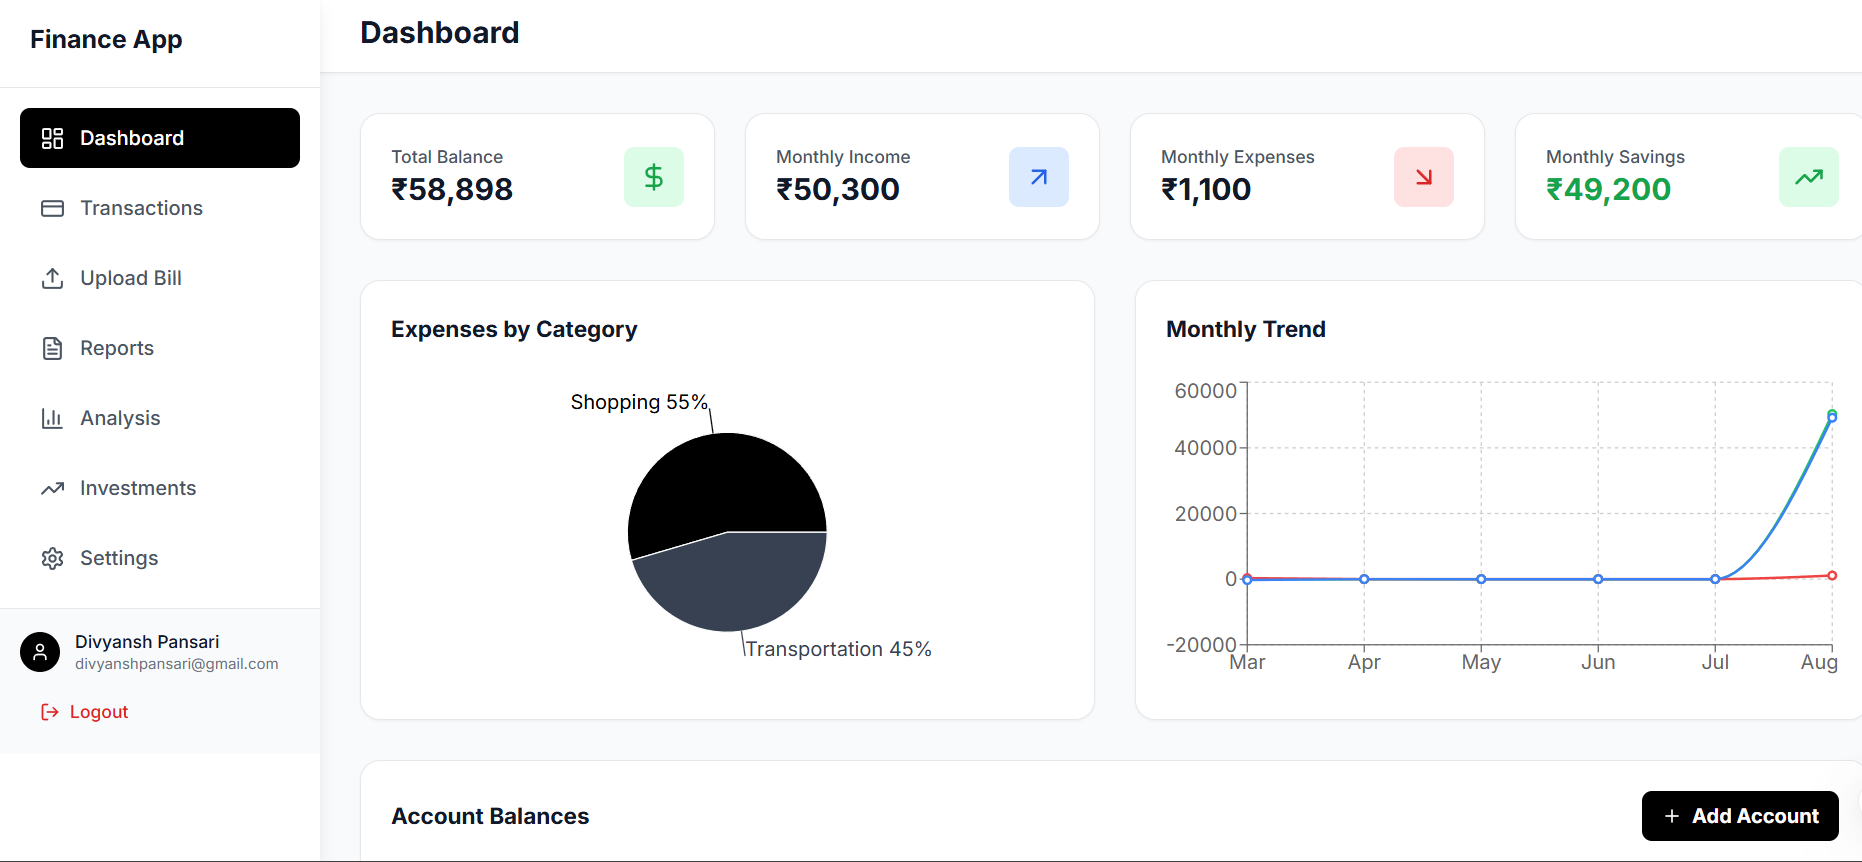 Finance App
Dashboard
Transactions
Upload Bill
Reports
Analysis
Investments
Settings
Divyansh Pansari
divyanshpansari@gmail.com
Logout
Dashboard
Total Balance
₹58,898
Monthly Income
₹50,300
Monthly Expenses
₹1,100
Monthly Savings
₹49,200
Expenses by Category
Shopping 55%
Transportation 45%
Monthly Trend
60000
40000
20000
0
-20000
Mar Apr May Jun Jul Aug
Account Balances
+ Add Account